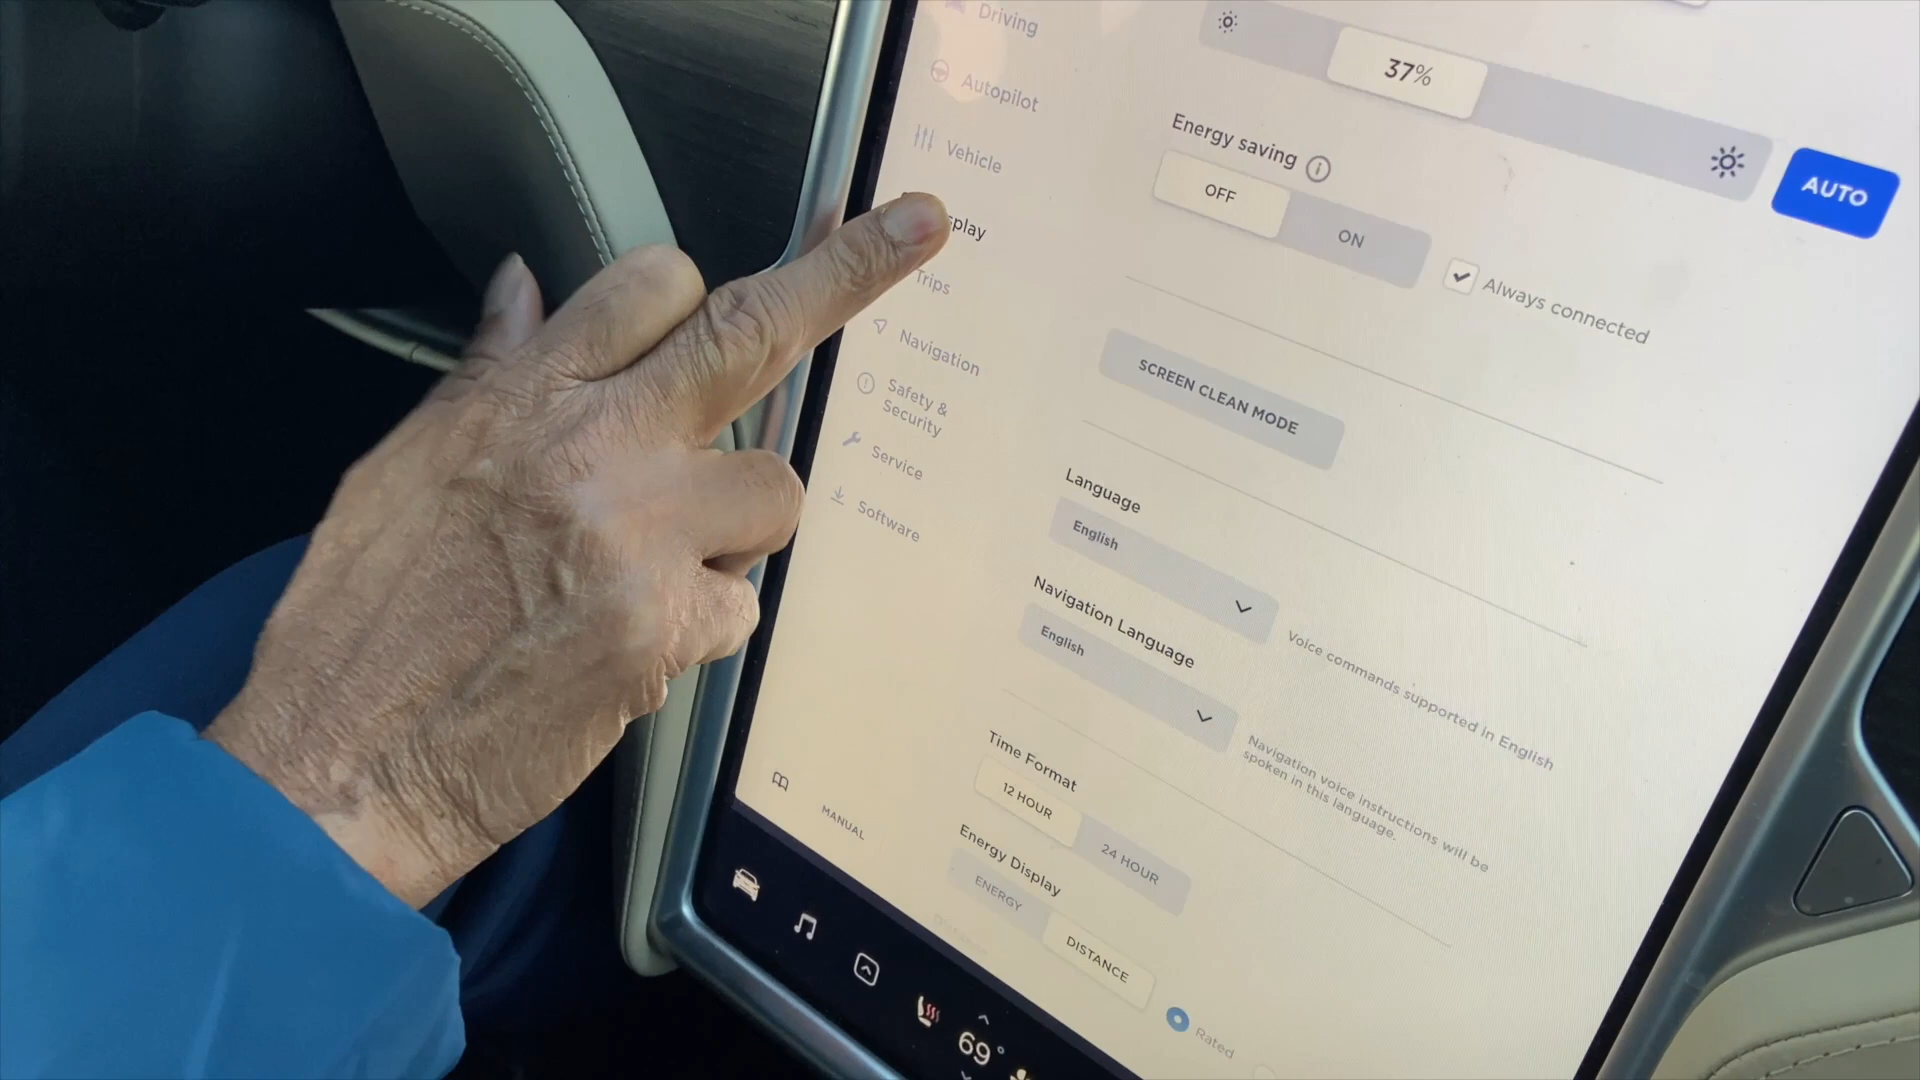 Driving
Autopilot
Vehicle
splay
Trips
Navigation
Safety &
Security
Service
Software
MANUAL
37%
AUTO
Energy saving
OFF
ON
Always connected
SCREEN CLEAN MODE
Language
English
Voice commands supported in English
Navigation Language
English
Navigation voice instructions will be
spoken in this language.
Time Format
12 HOUR
24 HOUR
Energy Display
ENERGY
DISTANCE
Rated
69°